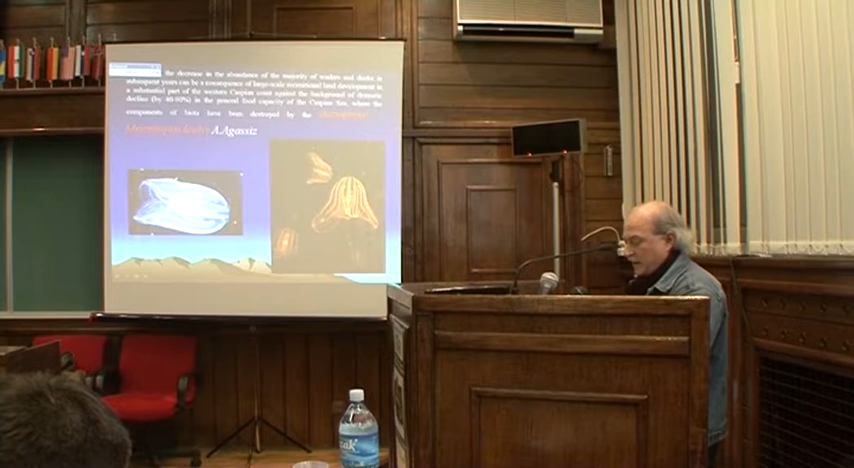 the decrease in the abundance of the majority of waders and ducks in
subsequent years can be a consequence of large-scale recreational land development in
a substantial part of the western Caspian coast against the background of dramatic
decline (by 40-90%) in the general food capacity of the Caspian Sea, where the
components of biota have been destroyed by the
A.Agassiz